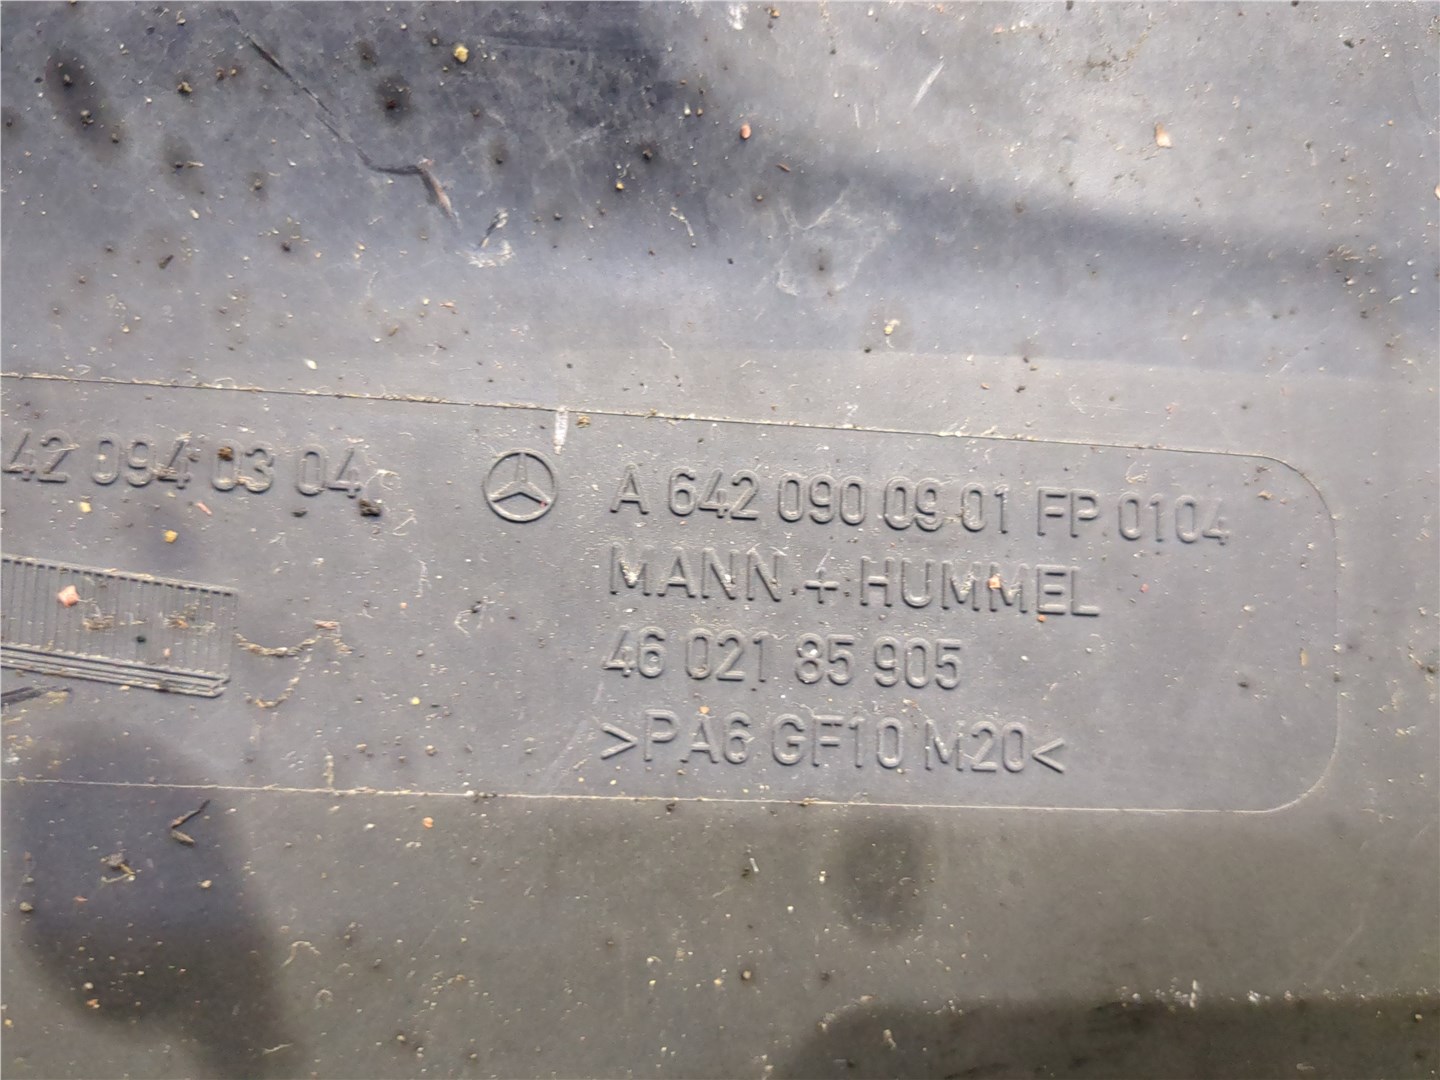 42 094 03 04
A 642 090 09 01 FP 0104
MANN + HUMMEL
46 021 85 905
>PA6 GF10 M20<